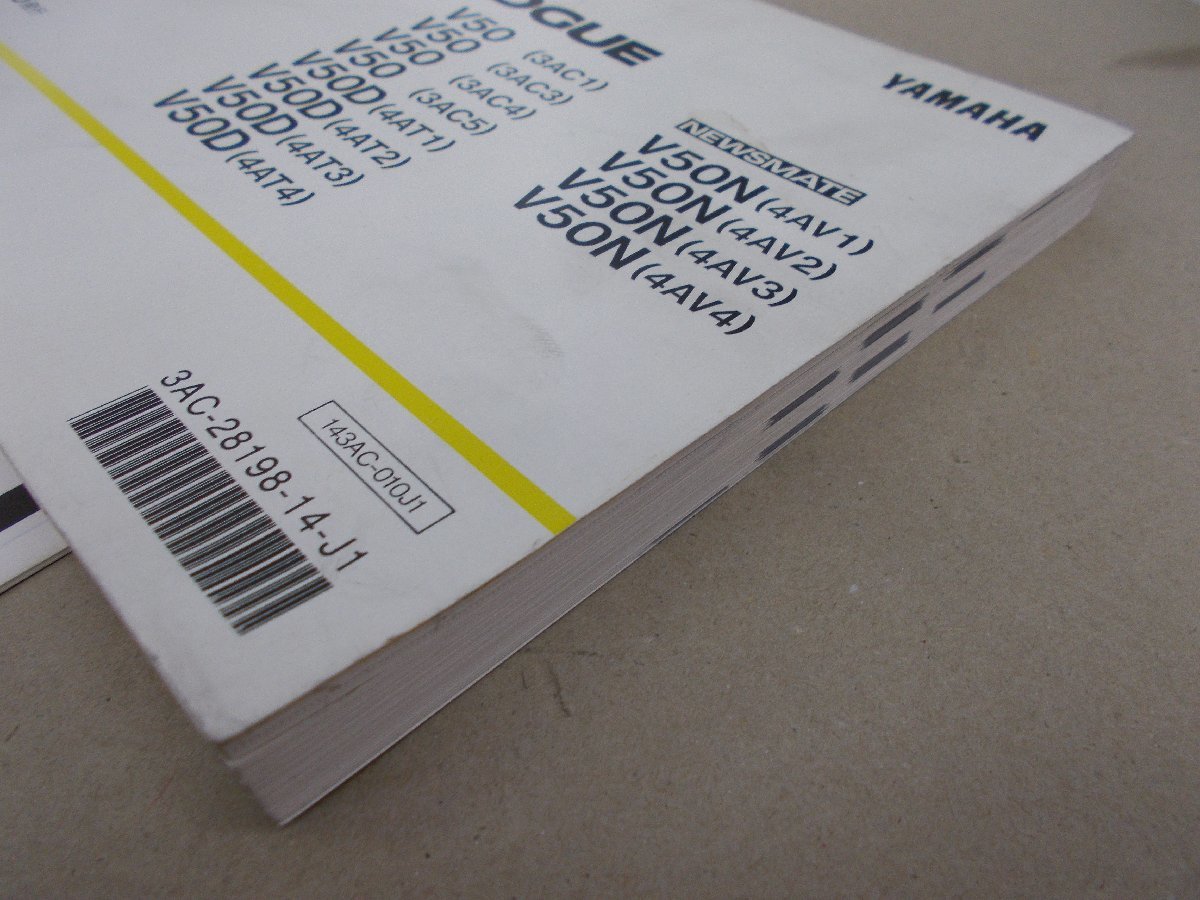 OGUE
YAMAHA
V50 (3AC1)
V50 (3AC3)
V50 (3AC4)
V50 (3AC5)
V50D (4AT1)
V50D (4AT2)
V50D (4AT3)
V50D (4AT4)
NEWSMATE
V50N (4AV1)
V50N (4AV2)
V50N (4AV3)
V50N (4AV4)
143AC-010J1
3AC-28198-14-J1